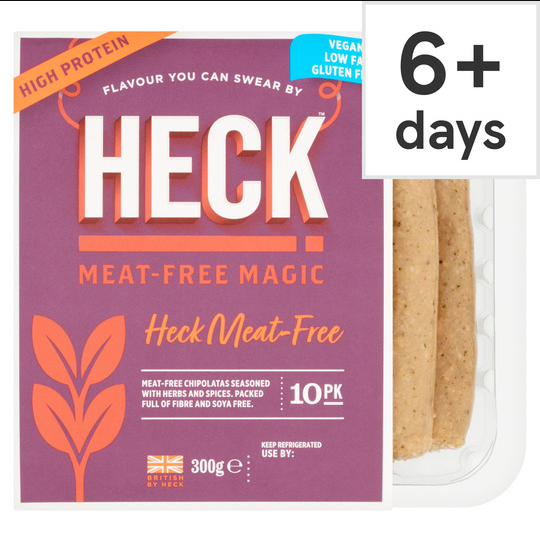 HIGH PROTEIN
FLAVOUR YOU CAN SWEAR BY
VEGAN
LOW
GLUTEN
6+
days
HECK™
MEAT-FREE MAGIC
Heck Meat-Free
MEAT-FREE CHIPOLATAS SEASONED
WITH HERBS AND SPICES. PACKED
FULL OF FIBRE AND SOYA FREE.
10PK
KEEP REFRIGERATED
USE BY:
300g e
BRITISH
BY HECK